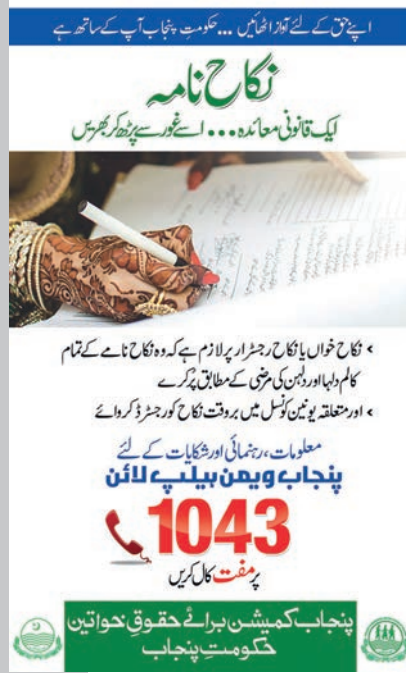 اپنے حق کے لئے آواز اٹھائیں ... حکومتِ پنجاب آپ کے ساتھ ہے
نکاح نامہ
ایک قانونی معائدہ ... اسے غور سے پڑھ کر بھریں
› نکاح خواں یا نکاح رجسٹرار پر لازم ہے کہ وہ نکاح نامے کے تمام
کالم دلہا اور دلہن کی مرضی کے مطابق پُر کرے
› اور متعلقہ یونین کونسل میں بروقت نکاح کو رجسٹرڈ کروائے
معلومات، رہنمائی اور شکایات کے لئے
پنجاب ویمن ہیلپ لائن
1043
پر مفت کال کریں
پنجاب کمیشن برائے حقوقِ خواتین
حکومتِ پنجاب